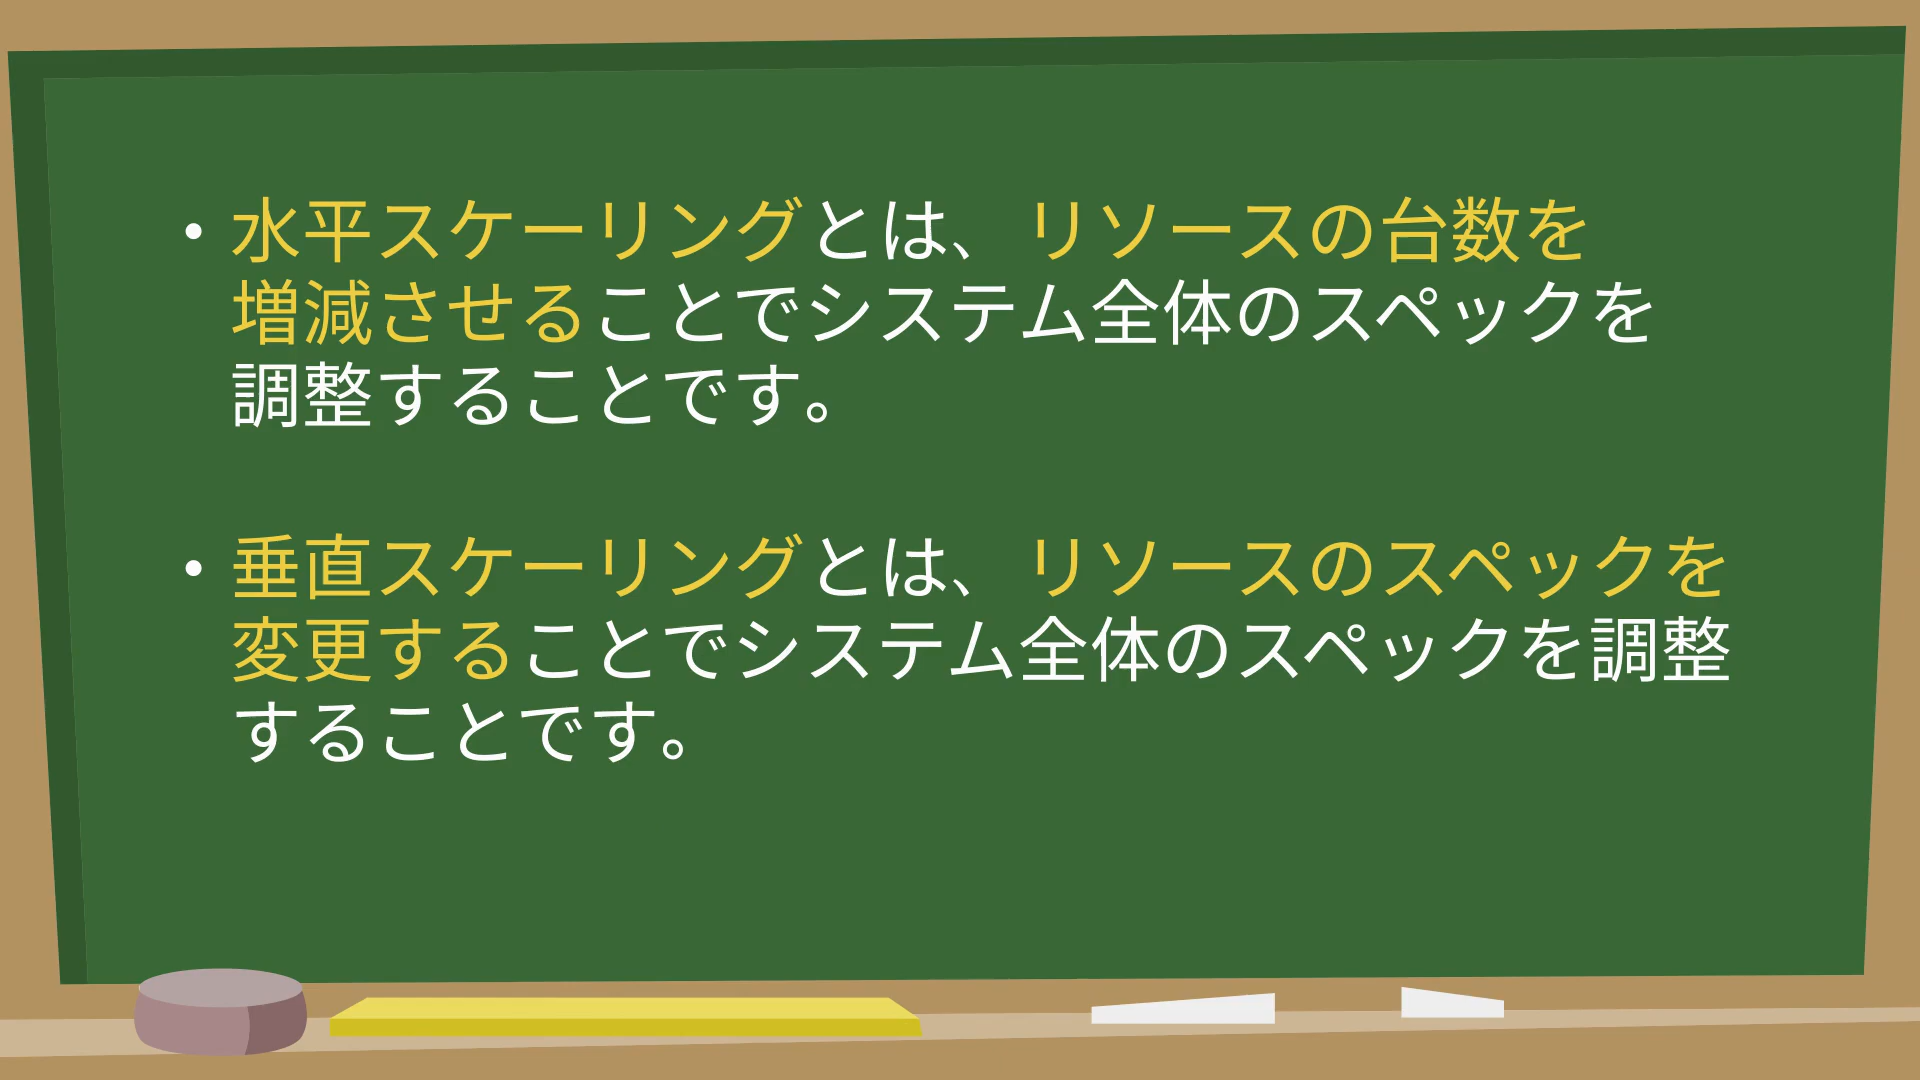 • 水平スケーリングとは、リソースの台数を
増減させることでシステム全体のスペックを
調整することです。
• 垂直スケーリングとは、リソースのスペックを
変更することでシステム全体のスペックを調整
することです。